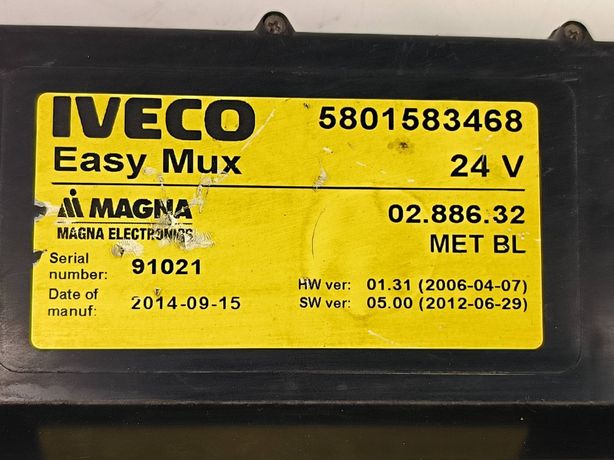 IVECO 5801583468
Easy Mux 24 V
MAGNA 02.886.32
MAGNA ELECTRONICS MET BL
Serial
number: 91021
HW ver: 01.31 (2006-04-07)
Date of
manuf: 2014-09-15
SW ver: 05.00 (2012-06-29)